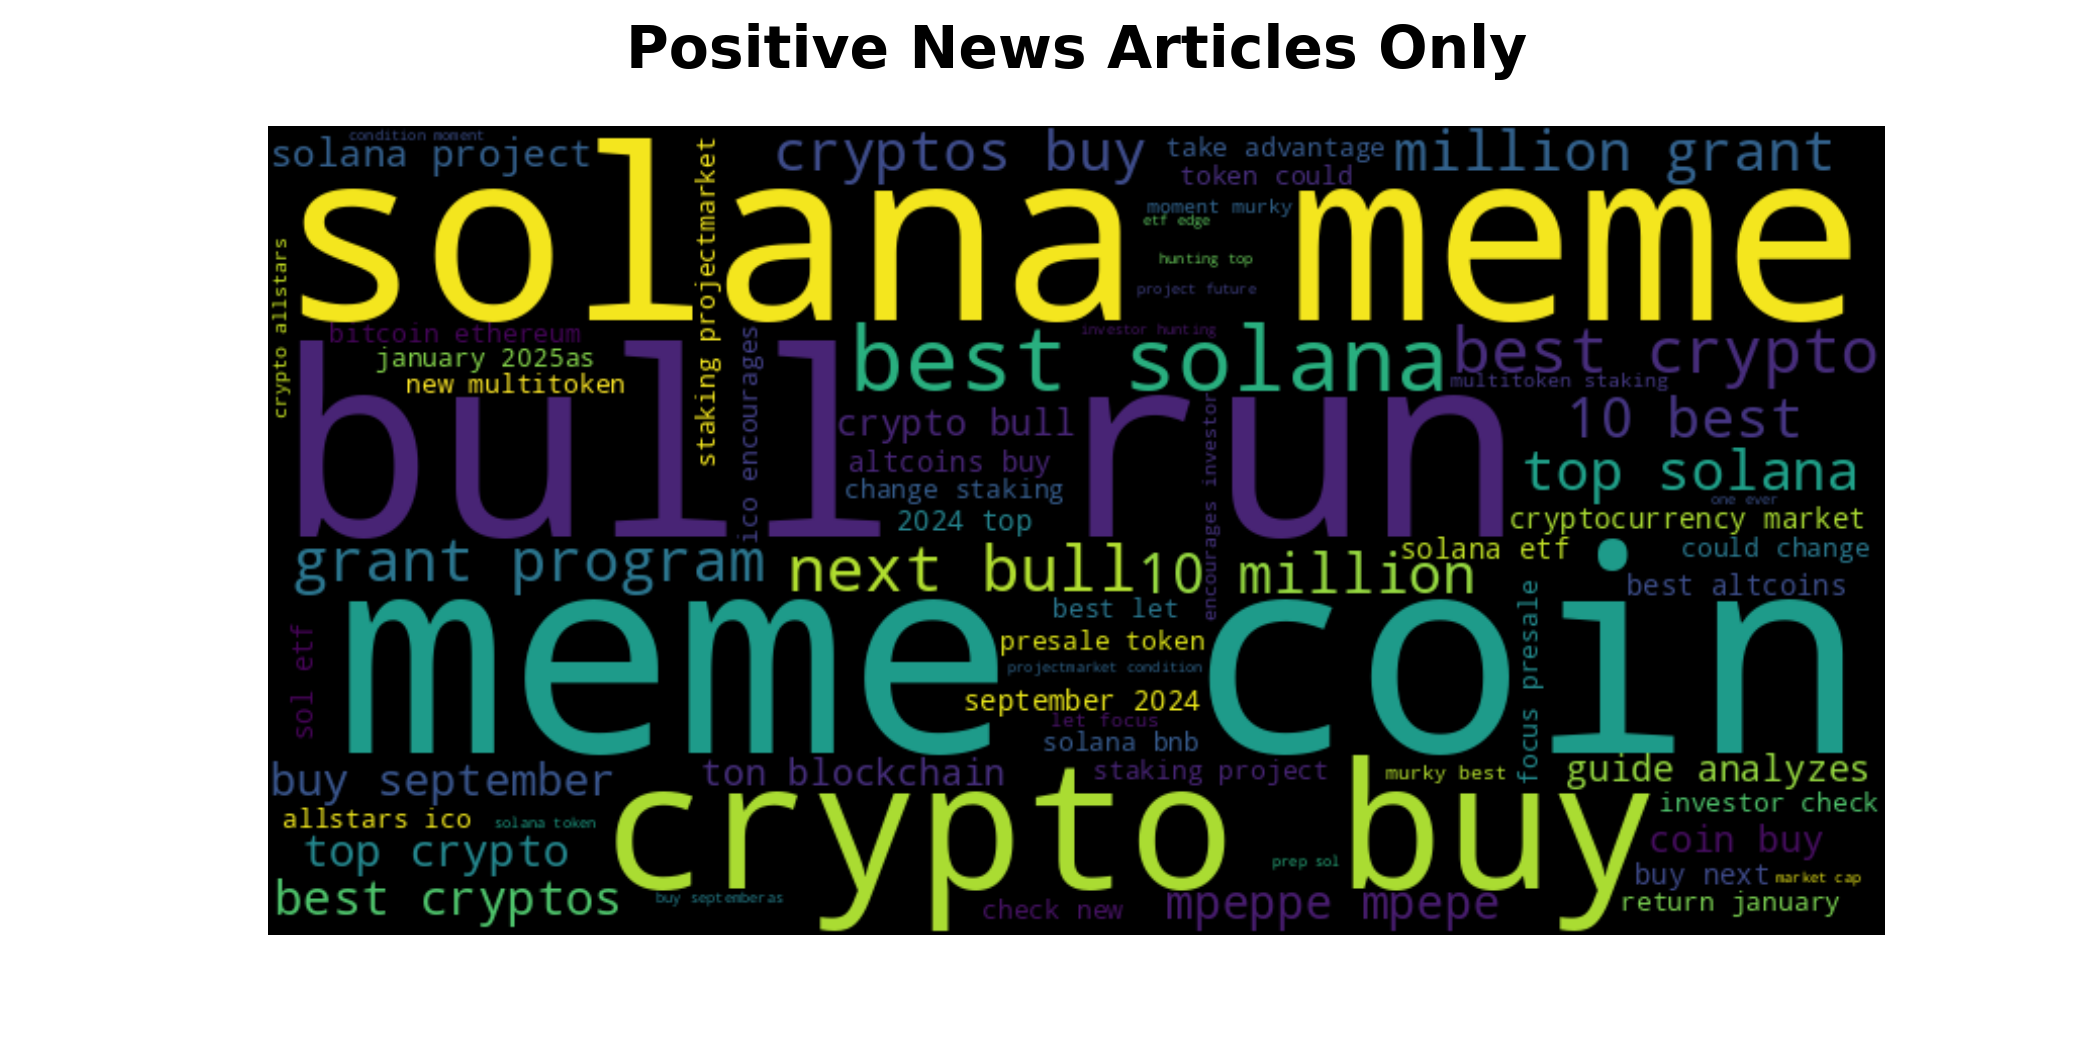 Positive News Articles Only
condition moment
solana project
cryptos buy
take advantage
million grant
token could
solana meme
moment murky
etf edge
hunting top
project future
crypto allstars
staking projectmarket
bitcoin ethereum
investor hunting
january 2025as
new multitoken
ico encourages
best solana
best crypto
multitoken staking
bull run
crypto bull
10 best
altcoins buy
change staking
2024 top
encourages investor
top solana
one ever
cryptocurrency market
grant program
next bull
10 million
solana etf
could change
best altcoins
best let
presale token
projectmarket condition
september 2024
let focus
solana bnb
sol etf
meme coin
focus presale
buy september
ton blockchain
staking project
murky best
guide analyzes
investor check
allstars ico
solana token
crypto buy
coin buy
top crypto
prep sol
buy next
market cap
best cryptos
buy septemberas
check new
mpeppe mpepe
return january